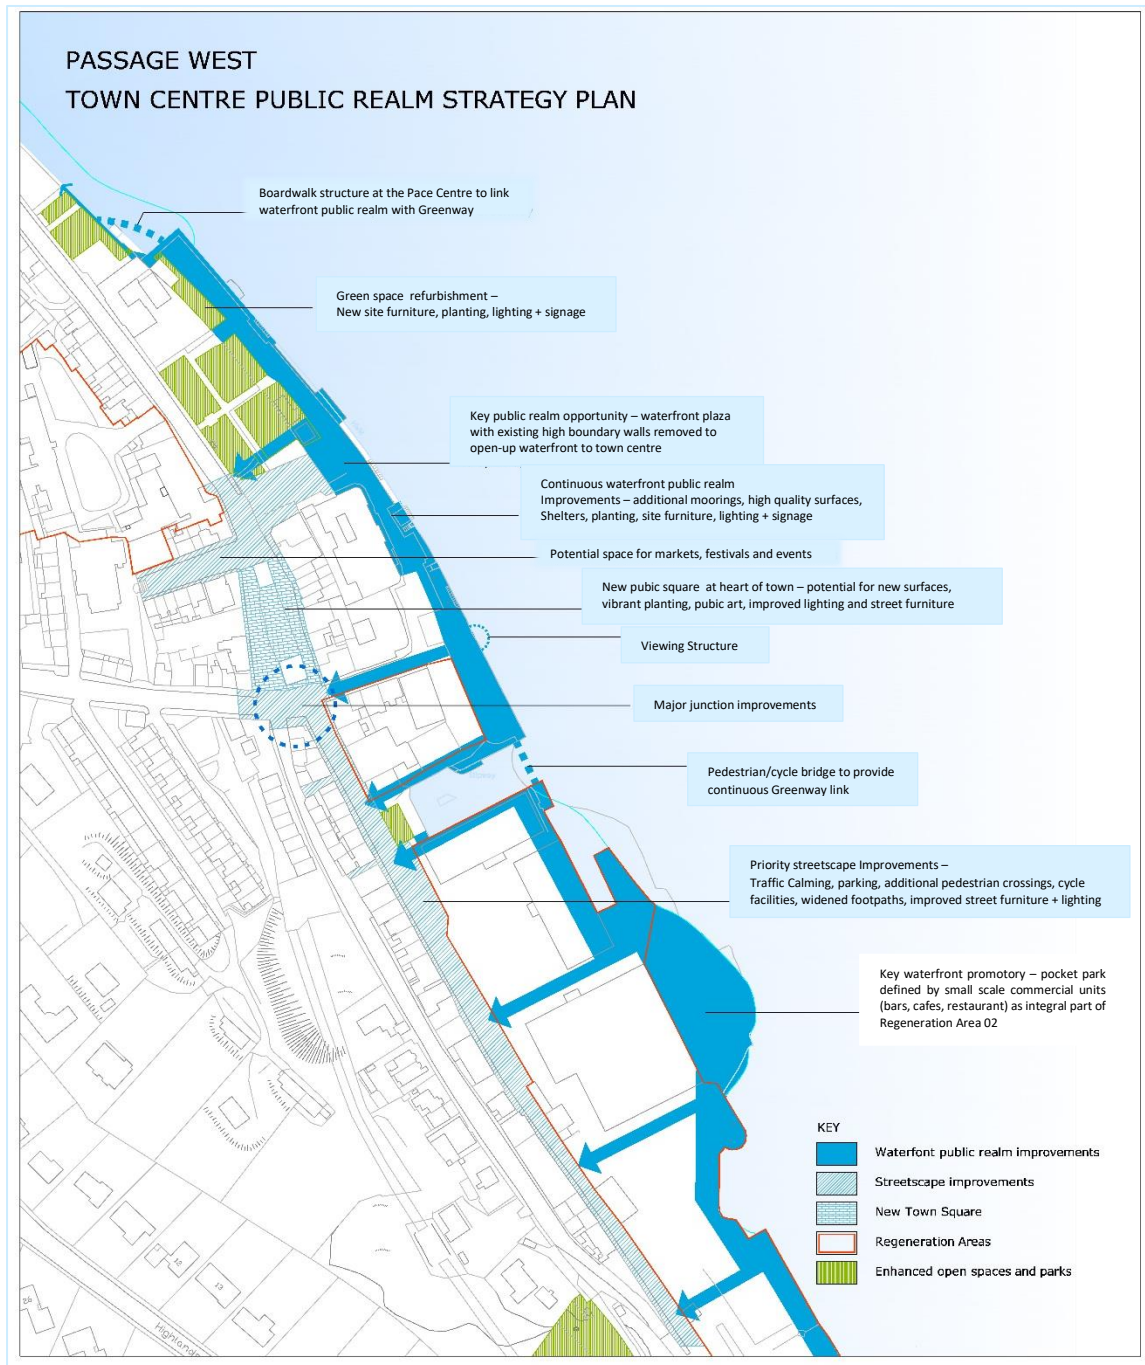 PASSAGE WEST
TOWN CENTRE PUBLIC REALM STRATEGY PLAN
Boardwalk structure at the Pace Centre to link
waterfront public realm with Greenway
Green space refurbishment –
New site furniture, planting, lighting + signage
Key public realm opportunity – waterfront plaza
with existing high boundary walls removed to
open-up waterfront to town centre
Continuous waterfront public realm
Improvements – additional moorings, high quality surfaces,
Shelters, planting, site furniture, lighting + signage
Potential space for markets, festivals and events
New pubic square at heart of town – potential for new surfaces,
vibrant planting, pubic art, improved lighting and street furniture
Viewing Structure
Major junction improvements
Pedestrian/cycle bridge to provide
continuous Greenway link
Priority streetscape Improvements –
Traffic Calming, parking, additional pedestrian crossings, cycle
facilities, widened footpaths, improved street furniture + lighting
Key waterfront promotory – pocket park
defined by small scale commercial units
(bars, cafes, restaurant) as integral part of
Regeneration Area 02
KEY
Waterfont public realm improvements
Streetscape improvements
New Town Square
Regeneration Areas
Enhanced open spaces and parks
12
13
26
Highlands